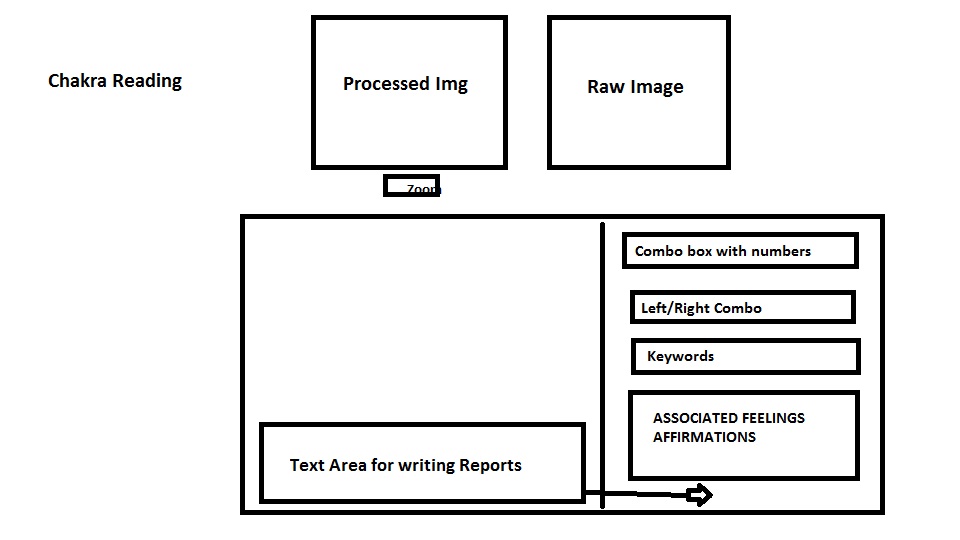 Chakra Reading
Processed Img
Raw Image
Zoom
Combo box with numbers
Left/Right Combo
Keywords
ASSOCIATED FEELINGS
AFFIRMATIONS
Text Area for writing Reports